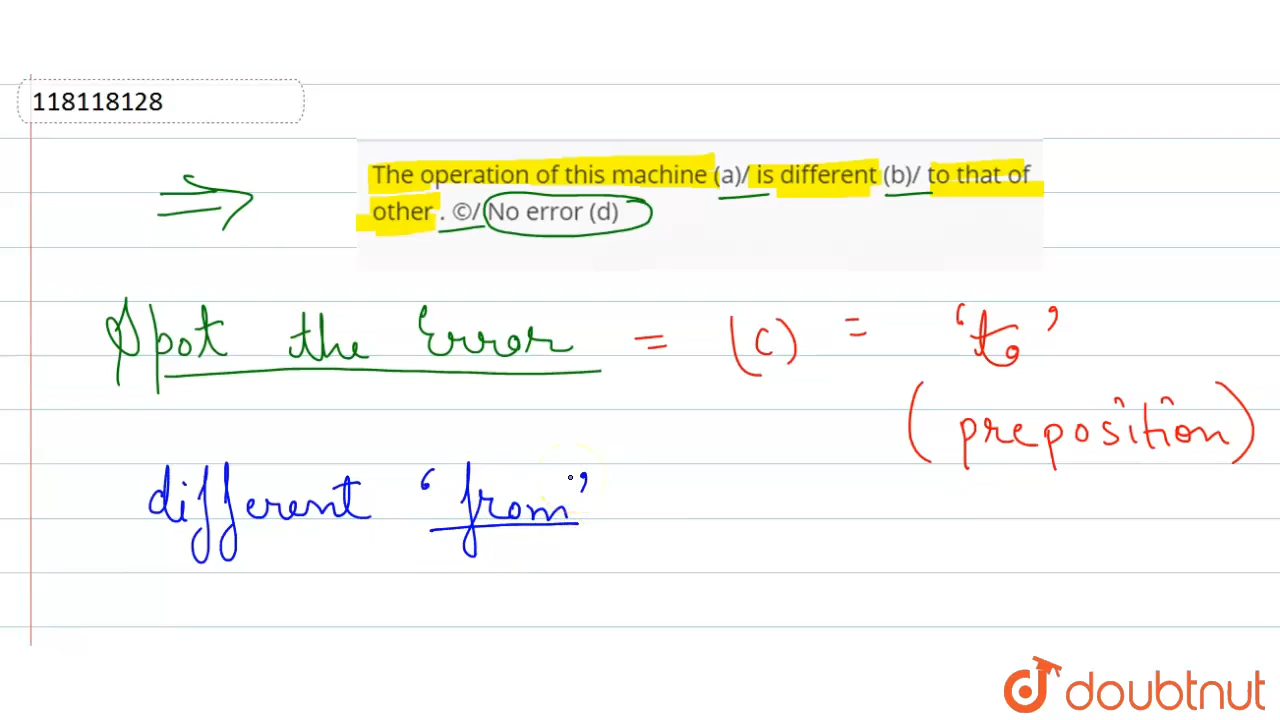 118118128
The operation of this machine (a)/ is different (b)/ to that of
other . ©/ No error (d)
Spot the Error = (c) = 'to'
(preposition)
different 'from'
doubtnut